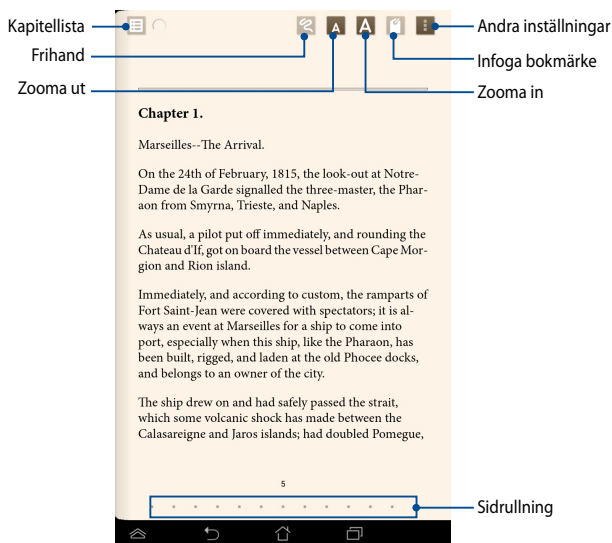 Kapitellista
Frihand
Zooma ut
A
A
Andra inställningar
Infoga bokmärke
Zooma in
Chapter 1.
Marseilles--The Arrival.
On the 24th of February, 1815, the look-out at Notre-
Dame de la Garde signalled the three-master, the Phar-
aon from Smyrna, Trieste, and Naples.
As usual, a pilot put off immediately, and rounding the
Chateau d'If, got on board the vessel between Cape Mor-
gion and Rion island.
Immediately, and according to custom, the ramparts of
Fort Saint-Jean were covered with spectators; it is al-
ways an event at Marseilles for a ship to come into
port, especially when this ship, like the Pharaon, has
been built, rigged, and laden at the old Phocee docks,
and belongs to an owner of the city.
The ship drew on and had safely passed the strait,
which some volcanic shock has made between the
Calasareigne and Jaros islands; had doubled Pomegue,
5
Sidrullning